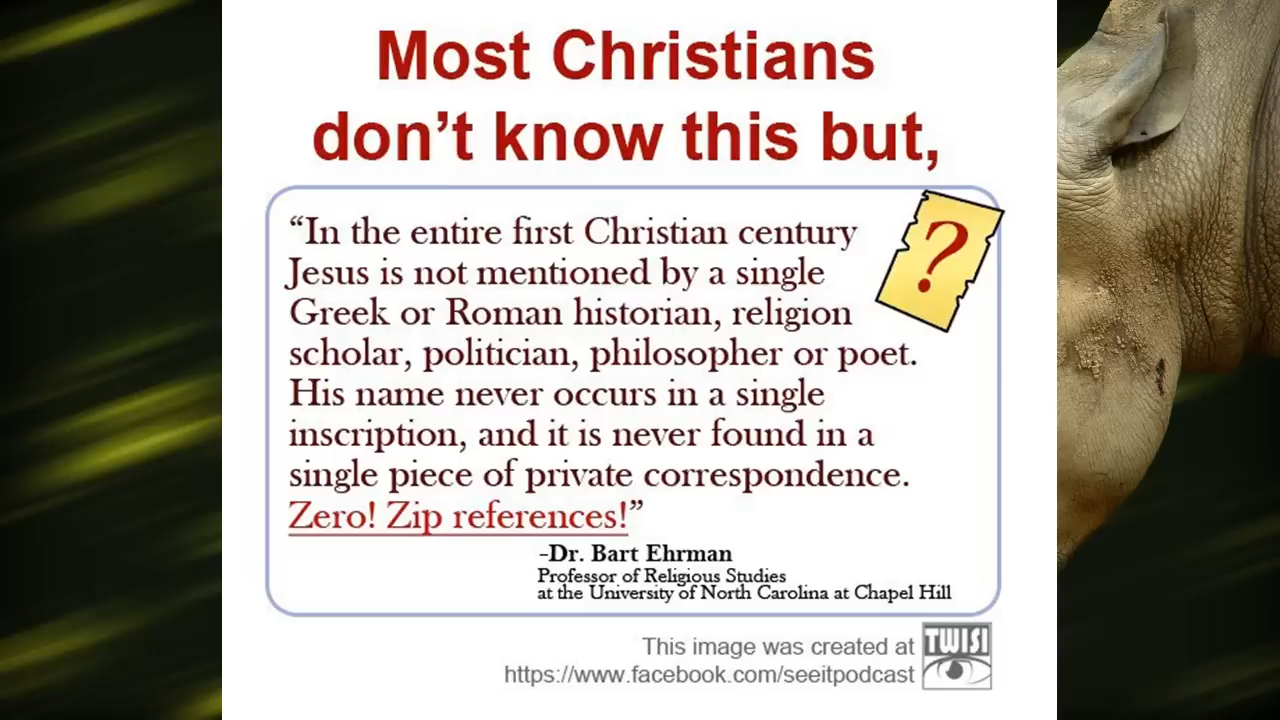 Most Christians
don't know this but,
?
“In the entire first Christian century
Jesus is not mentioned by a single
Greek or Roman historian, religion
scholar, politician, philosopher or poet.
His name never occurs in a single
inscription, and it is never found in a
single piece of private correspondence.
Zero! Zip references!”
-Dr. Bart Ehrman
Professor of Religious Studies
at the University of North Carolina at Chapel Hill
This image was created at
https://www.facebook.com/seeitpodcast
TWISI